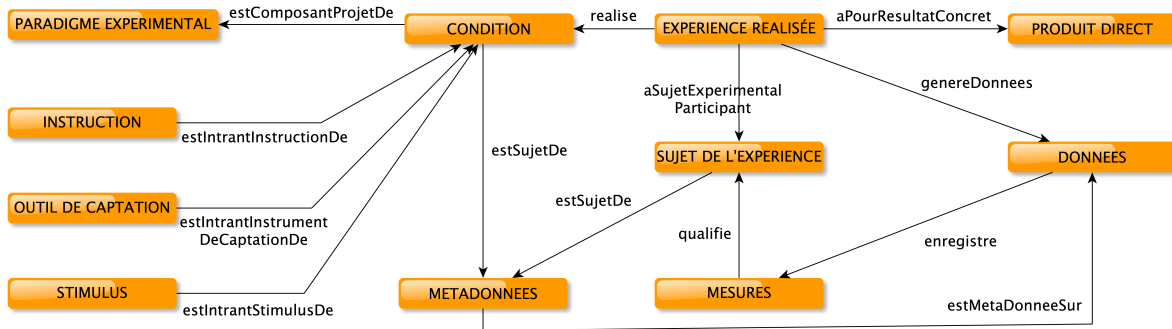 estComposantProjetDe
realise
aPourResultatConcret
PARADIGME EXPERIMENTAL
CONDITION
EXPERIENCE REALISÉE
PRODUIT DIRECT
aSujetExperimental
Participant
genereDonnees
INSTRUCTION
estIntrantInstructionDe
estSujetDe
SUJET DE L'EXPERIENCE
DONNEES
OUTIL DE CAPTATION
estIntrantInstrument
DeCaptationDe
estSujetDe
qualifie
enregistre
STIMULUS
estIntrantStimulusDe
METADONNEES
MESURES
estMetaDonneeSur